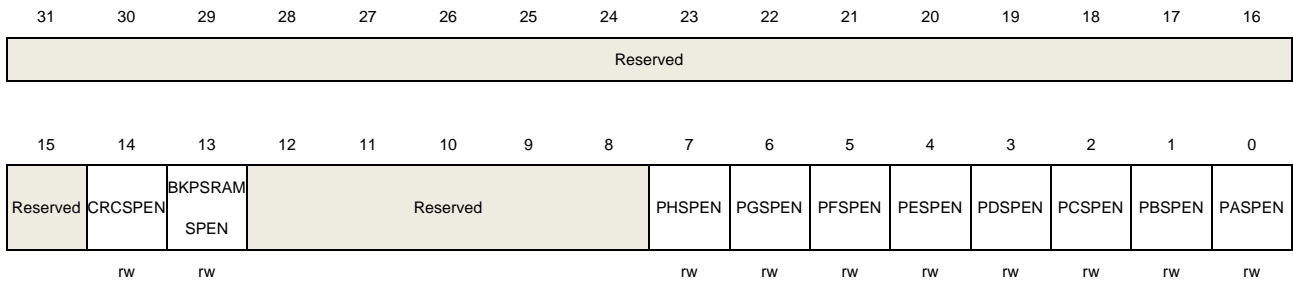 31 30 29 28 27 26 25 24 23 22 21 20 19 18 17 16
Reserved
15 14 13 12 11 10 9 8 7 6 5 4 3 2 1 0
Reserved CRCSPEN BKPSRAM SPEN Reserved PHSPEN PGSPEN PFSPEN PESPEN PDSPEN PCSPEN PBSPEN PASPEN
rw rw rw rw rw rw rw rw rw rw